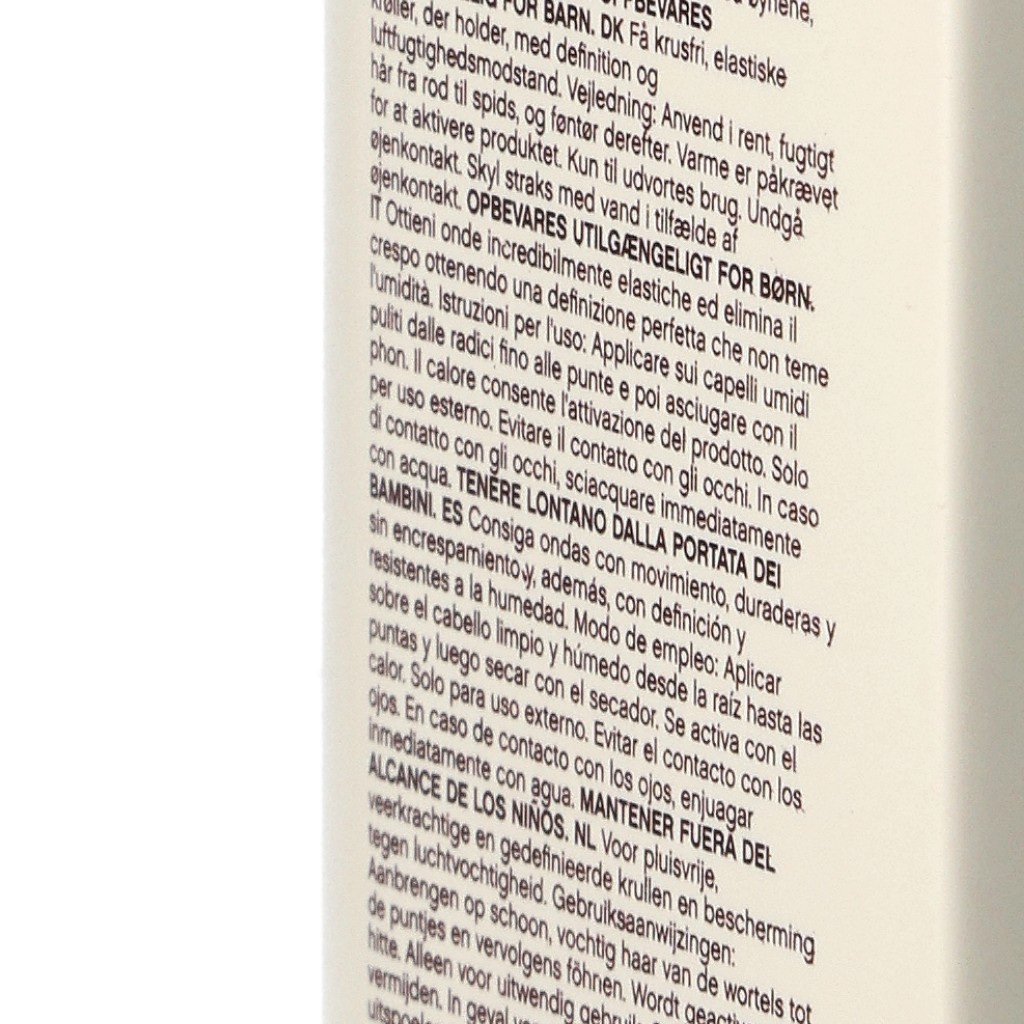 FOR BARN. DK Få krusfri, elastiske
krøller, der holder, med definition og
luftfugtighedsmodstand. Vejledning: Anvend i rent, fugtigt
hår fra rod til spids, og føntør derefter. Varme er påkrævet
for at aktivere produktet. Kun til udvortes brug. Undgå
øjenkontakt. Skyl straks med vand i tilfælde af
øjenkontakt. OPBEVARES UTILGÆNGELIGT FOR BØRN.
IT Ottieni onde incredibilmente elastiche ed elimina il
crespo ottenendo una definizione perfetta che non teme
l'umidità. Istruzioni per l'uso: Applicare sui capelli umidi
puliti dalle radici fino alle punte e poi asciugare con il
phon. Il calore consente l'attivazione del prodotto. Solo
per uso esterno. Evitare il contatto con gli occhi. In caso
di contatto con gli occhi, sciacquare immediatamente
con acqua. TENERE LONTANO DALLA PORTATA DEI
BAMBINI. ES Consiga ondas con movimiento, duraderas y
sin encrespamiento y, además, con definición y
resistentes a la humedad. Modo de empleo: Aplicar
sobre el cabello limpio y húmedo desde la raíz hasta las
puntas y luego secar con el secador. Se activa con el
calor. Solo para uso externo. Evitar el contacto con los
ojos. En caso de contacto con los ojos, enjuagar
inmediatamente con agua. MANTENER FUERA DEL
ALCANCE DE LOS NIÑOS. NL Voor pluisvrije,
veerkrachtige en gedefinieerde krullen en bescherming
tegen luchtvochtigheid. Gebruiksaanwijzingen:
Aanbrengen op schoon, vochtig haar van de wortels tot
de puntjes en vervolgens föhnen. Wordt
hitte. Alleen voor uitwendig gebruik.
vermijden. In geval